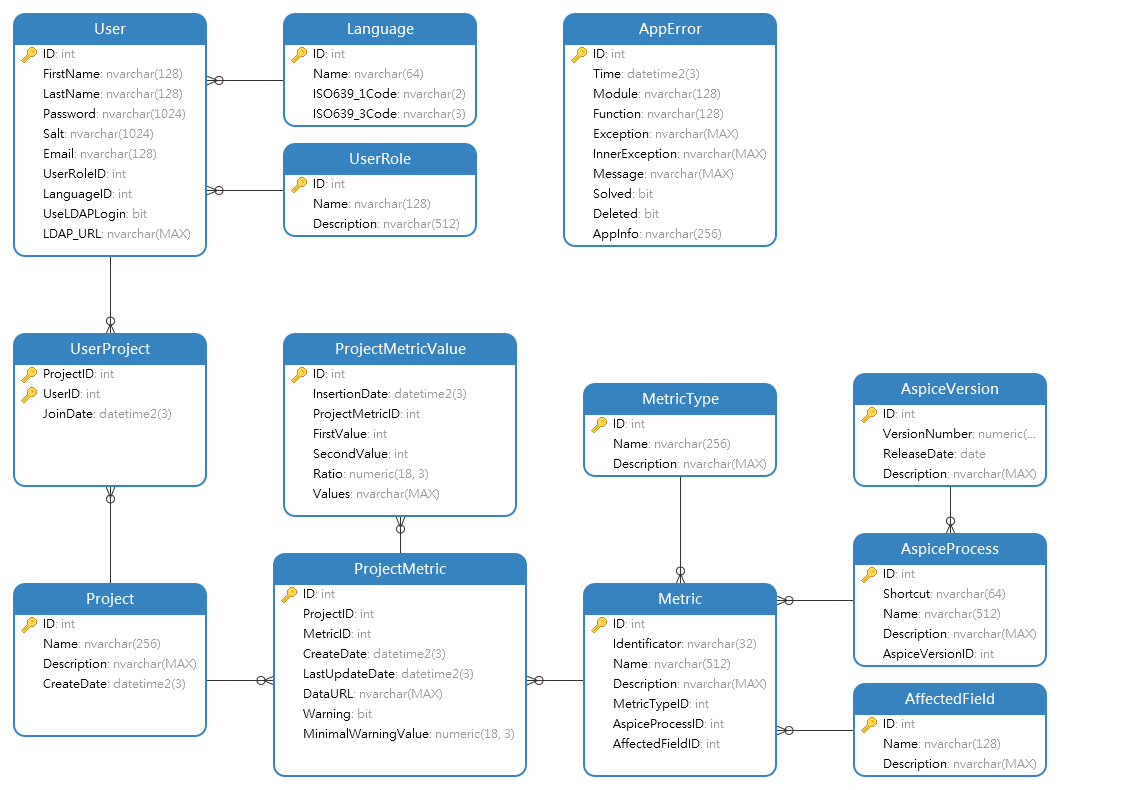 User
ID: int
FirstName: nvarchar(128)
LastName: nvarchar(128)
Password: nvarchar(1024)
Salt: nvarchar(1024)
Email: nvarchar(128)
UserRoleID: int
LanguageID: int
UseLDAPLogin: bit
LDAP_URL: nvarchar(MAX)
Language
ID: int
Name: nvarchar(64)
ISO639_1Code: nvarchar(2)
ISO639_3Code: nvarchar(3)
UserRole
ID: int
Name: nvarchar(128)
Description: nvarchar(512)
AppError
ID: int
Time: datetime2(3)
Module: nvarchar(128)
Function: nvarchar(128)
Exception: nvarchar(MAX)
InnerException: nvarchar(MAX)
Message: nvarchar(MAX)
Solved: bit
Deleted: bit
AppInfo: nvarchar(256)
UserProject
ProjectID: int
UserID: int
JoinDate: datetime2(3)
ProjectMetricValue
ID: int
InsertionDate: datetime2(3)
ProjectMetricID: int
FirstValue: int
SecondValue: int
Ratio: numeric(18, 3)
Values: nvarchar(MAX)
MetricType
ID: int
Name: nvarchar(256)
Description: nvarchar(MAX)
AspiceVersion
ID: int
VersionNumber: numeric(...
ReleaseDate: date
Description: nvarchar(MAX)
Project
ID: int
Name: nvarchar(256)
Description: nvarchar(MAX)
CreateDate: datetime2(3)
ProjectMetric
ID: int
ProjectID: int
MetricID: int
CreateDate: datetime2(3)
LastUpdateDate: datetime2(3)
DataURL: nvarchar(MAX)
Warning: bit
MinimalWarningValue: numeric(18, 3)
Metric
ID: int
Identificator: nvarchar(32)
Name: nvarchar(512)
Description: nvarchar(MAX)
MetricTypeID: int
AspiceProcessID: int
AffectedFieldID: int
AspiceProcess
ID: int
Shortcut: nvarchar(64)
Name: nvarchar(512)
Description: nvarchar(MAX)
AspiceVersionID: int
AffectedField
ID: int
Name: nvarchar(128)
Description: nvarchar(MAX)